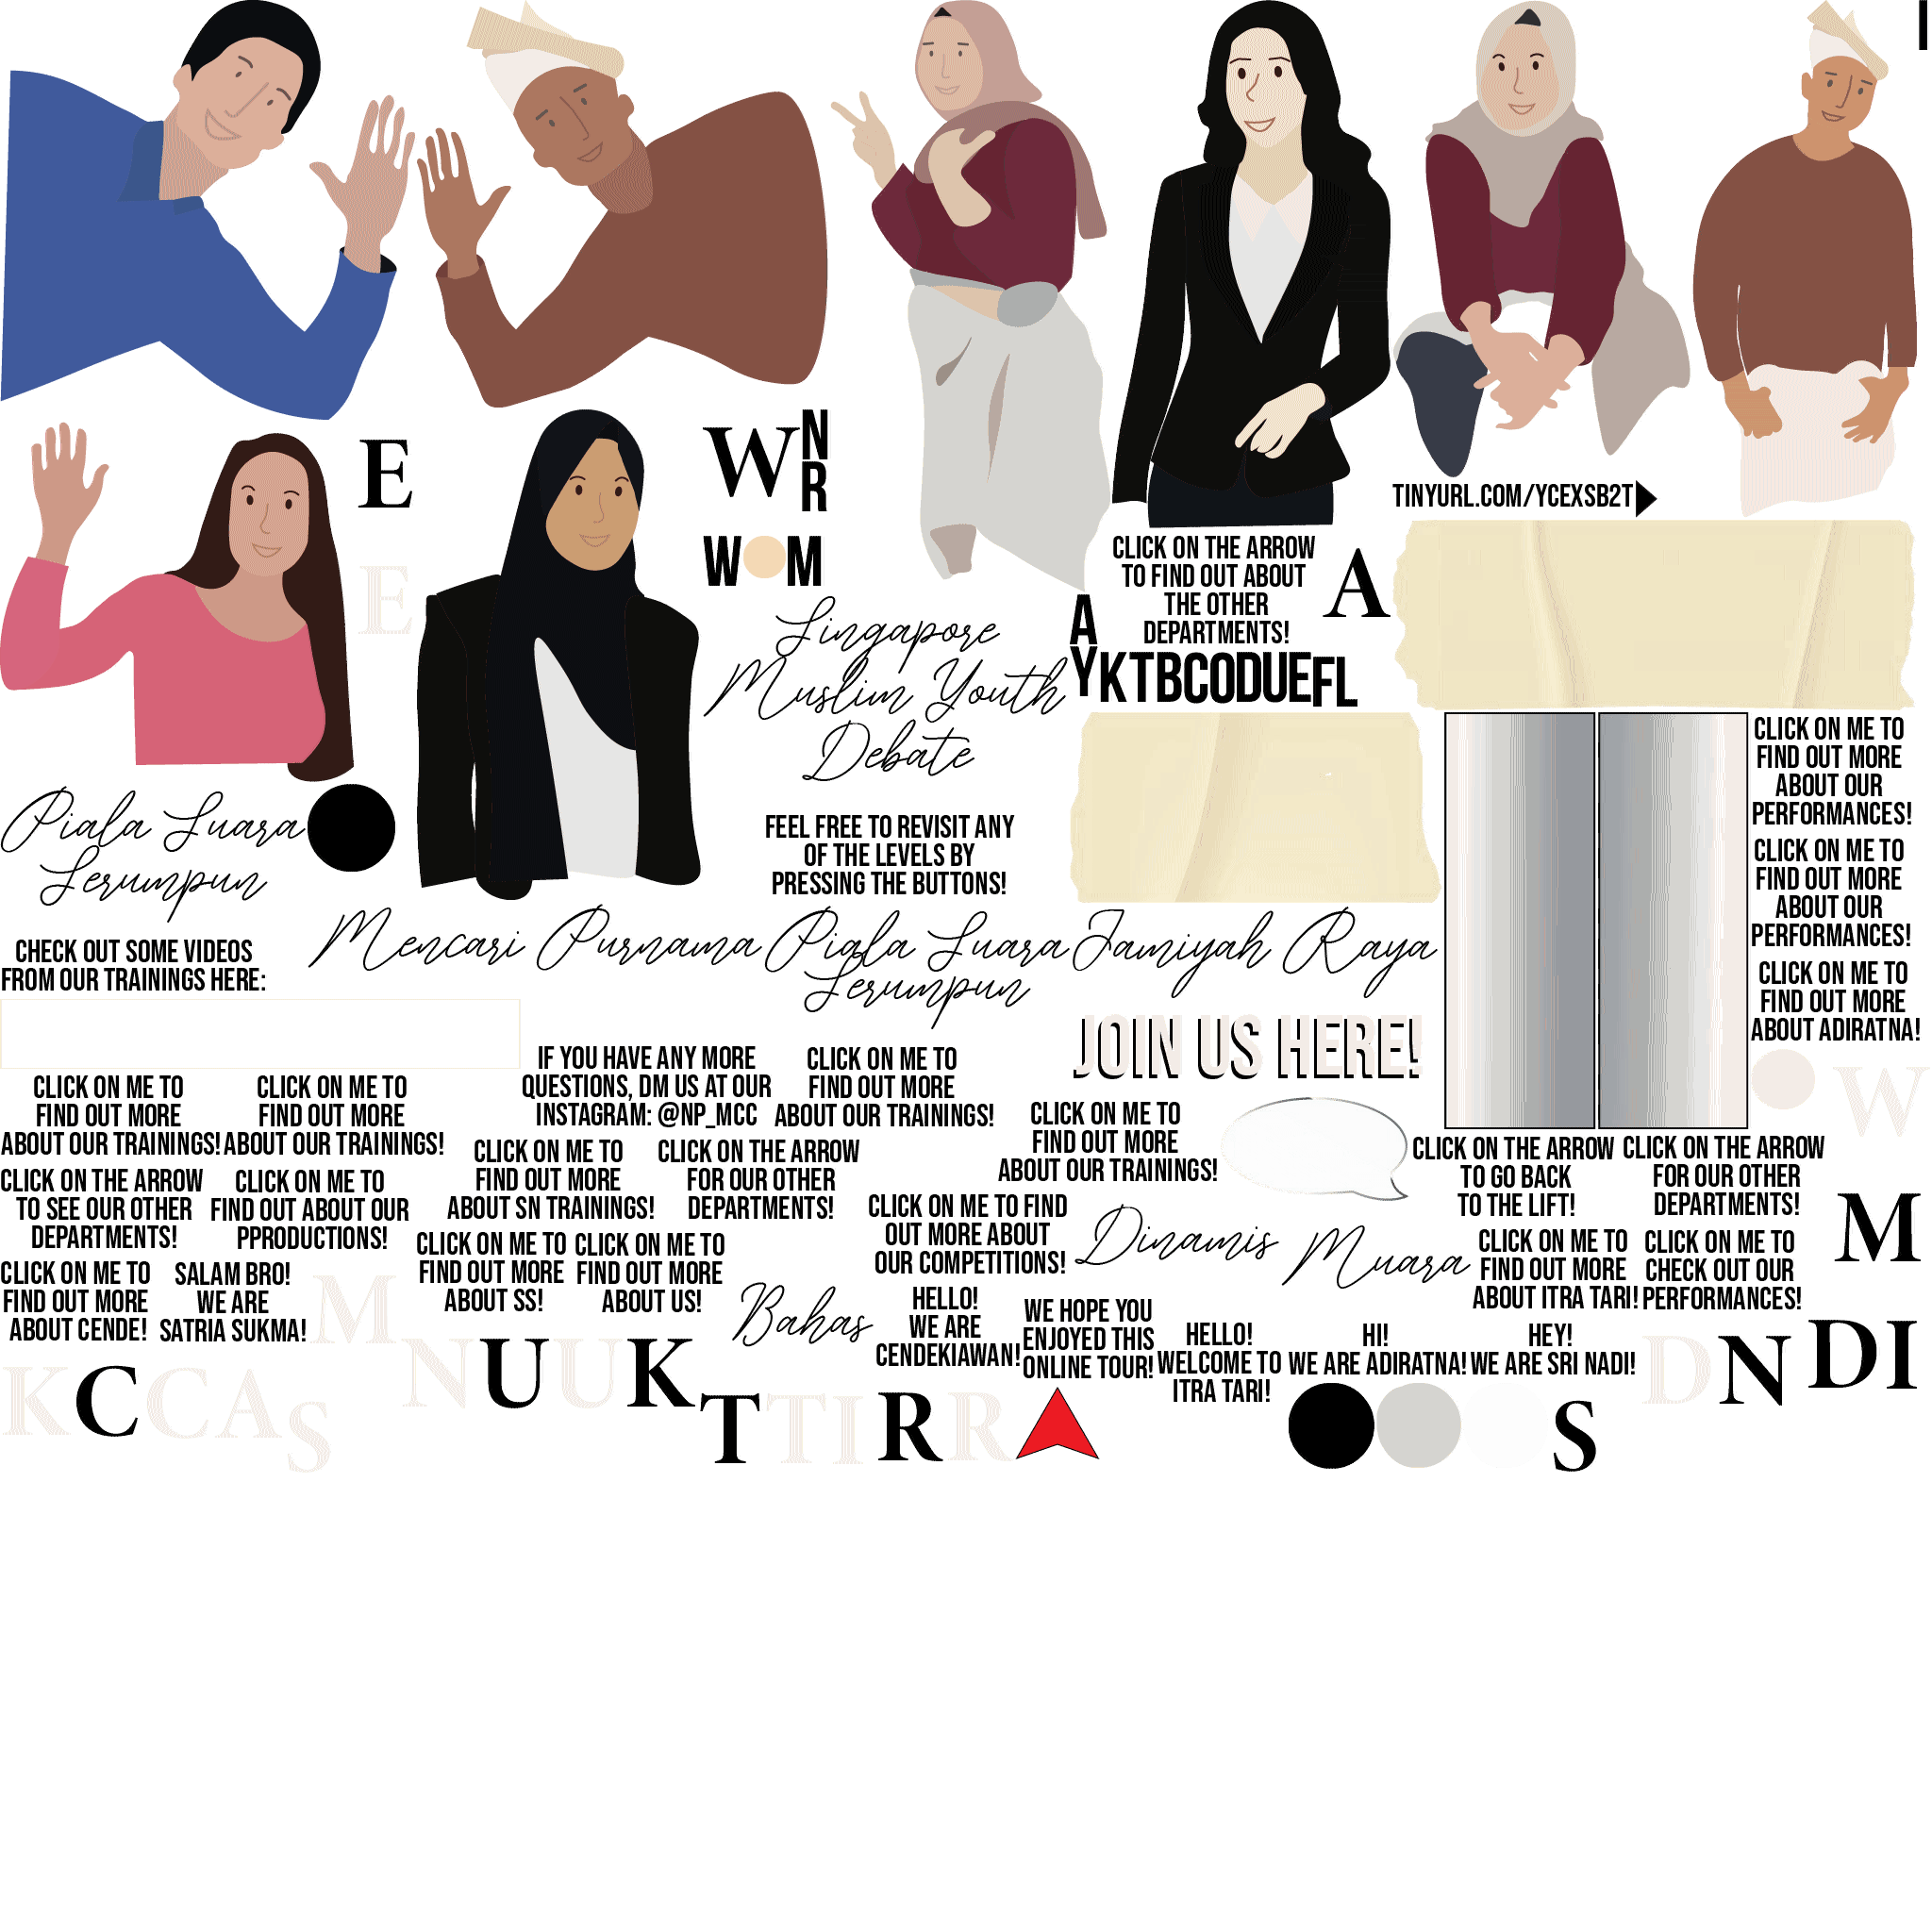 I
E
W
N
R
TINYURL.COM/YCEXSB2T
E
W M
CLICK ON THE ARROW
TO FIND OUT ABOUT
THE OTHER
DEPARTMENTS!
A
Singapore
Muslim Youth
Debate
A
YKTBCODUEFL
CLICK ON ME TO
FIND OUT MORE
ABOUT OUR
PERFORMANCES!
Piala Suara
Serumpun
FEEL FREE TO REVISIT ANY
OF THE LEVELS BY
PRESSING THE BUTTONS!
CLICK ON ME TO
FIND OUT MORE
ABOUT OUR
PERFORMANCES!
CHECK OUT SOME VIDEOS
FROM OUR TRAININGS HERE:
Mencari Purnama
Piala Suara
Serumpun
Jamiyah Raya
CLICK ON ME TO
FIND OUT MORE
ABOUT ADIRATNA!
JOIN US HERE!
W
CLICK ON ME TO
FIND OUT MORE
ABOUT OUR TRAININGS!
CLICK ON ME TO
FIND OUT MORE
ABOUT OUR TRAININGS!
IF YOU HAVE ANY MORE
QUESTIONS, DM US AT OUR
INSTAGRAM: @NP_MCC
CLICK ON ME TO
FIND OUT MORE
ABOUT OUR TRAININGS!
CLICK ON ME TO
FIND OUT MORE
ABOUT OUR TRAININGS!
CLICK ON THE ARROW
TO GO BACK
TO THE LIFT!
CLICK ON THE ARROW
FOR OUR OTHER
DEPARTMENTS!
CLICK ON THE ARROW
TO SEE OUR OTHER
DEPARTMENTS!
CLICK ON ME TO
FIND OUT ABOUT OUR
PPRODUCTIONS!
CLICK ON ME TO
FIND OUT MORE
ABOUT SN TRAININGS!
CLICK ON THE ARROW
FOR OUR OTHER
DEPARTMENTS!
CLICK ON ME TO FIND
OUT MORE ABOUT
OUR COMPETITIONS!
Dinamis
Muara
CLICK ON ME TO
FIND OUT MORE
ABOUT ITRA TARI!
CLICK ON ME TO
CHECK OUT OUR
PERFORMANCES!
M
CLICK ON ME TO
FIND OUT MORE
ABOUT CENDE!
SALAM BRO!
WE ARE
SATRIA SUKMA!
M
CLICK ON ME TO
FIND OUT MORE
ABOUT SS!
CLICK ON ME TO
FIND OUT MORE
ABOUT US!
Bahas
HELLO!
WE ARE
CENDEKIAWAN!
WE HOPE YOU
ENJOYED THIS
ONLINE TOUR!
HELLO!
WELCOME TO
ITRA TARI!
HI!
WE ARE ADIRATNA!
HEY!
WE ARE SRI NADI!
K C C A S
N U U K
T T I R R
S
D N D I